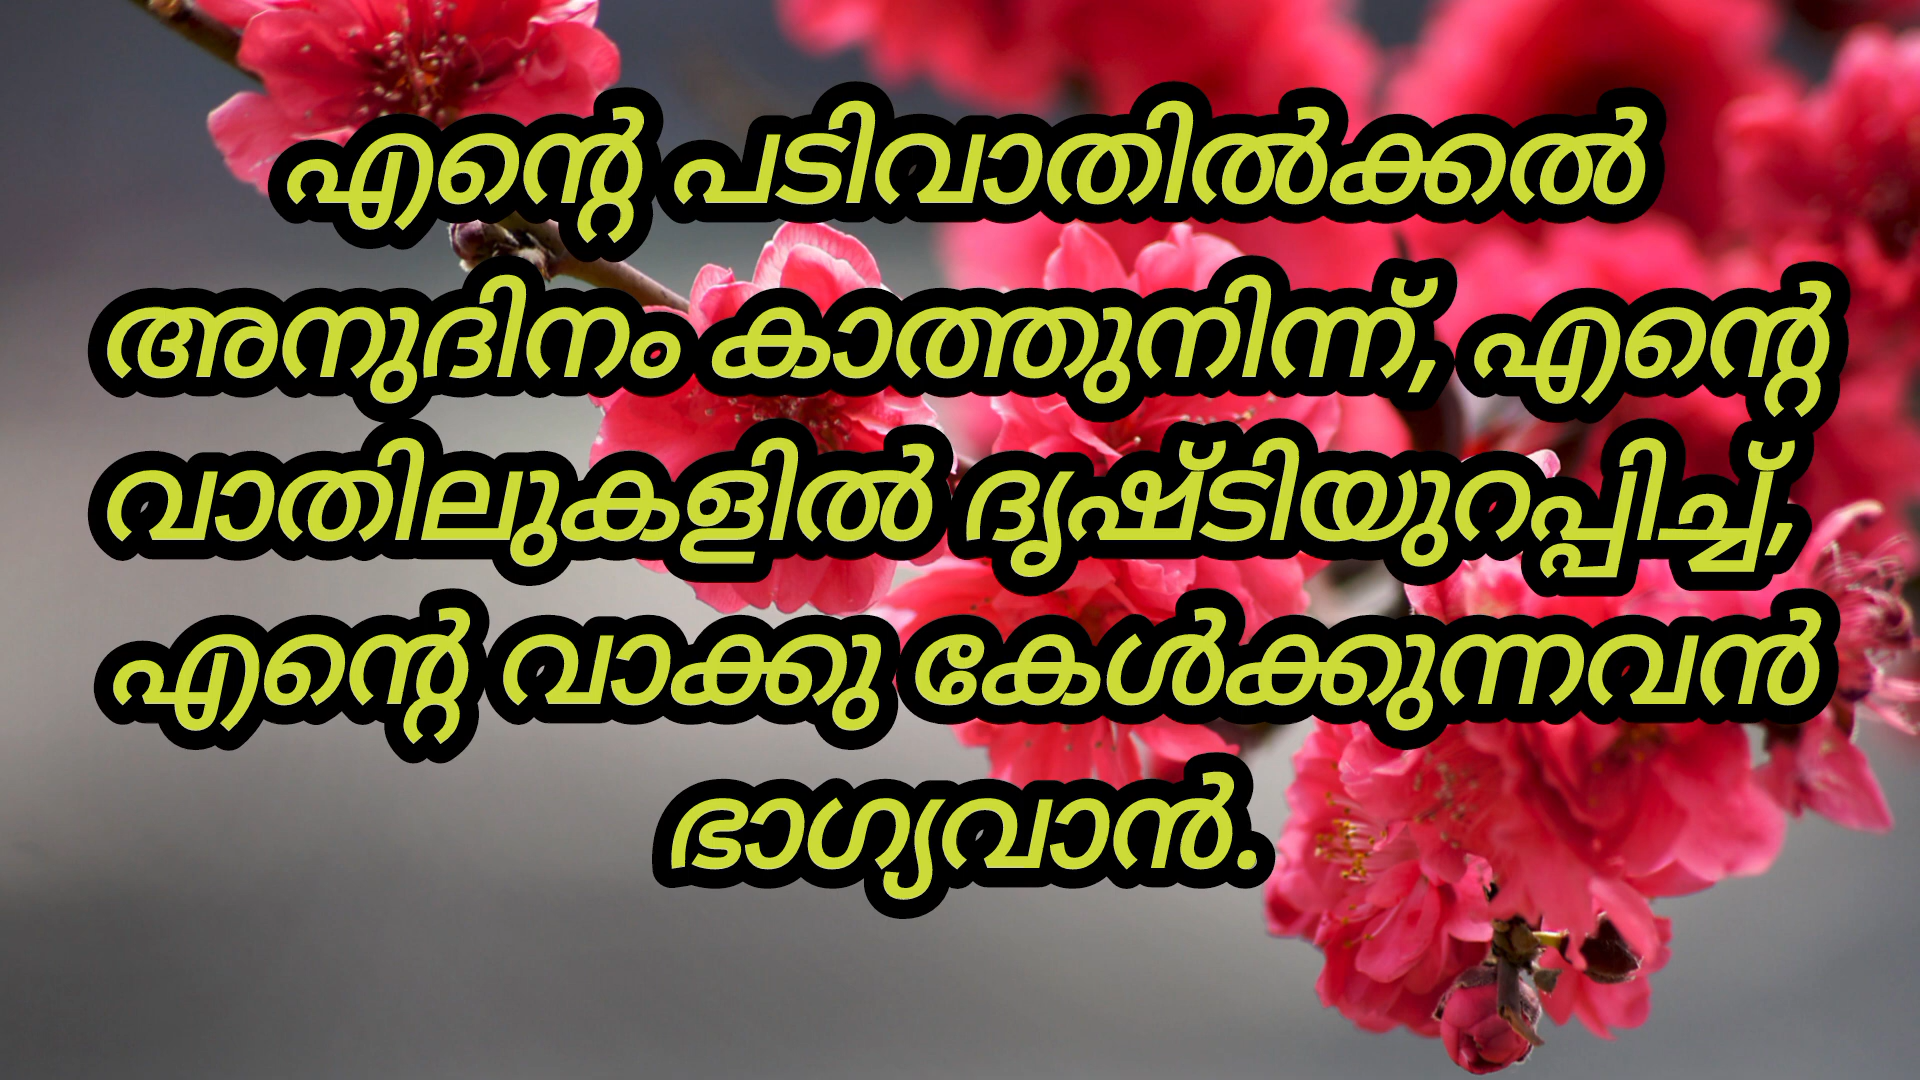 എന്റെ പടിവാതിൽക്കൽ
അനുദിനം കാത്തുനിന്ന്, എന്റെ
വാതിലുകളിൽ ദൃഷ്ടിയുറപ്പിച്ച്,
എന്റെ വാക്കു കേൾക്കുന്നവൻ
ഭാഗ്യവാൻ.